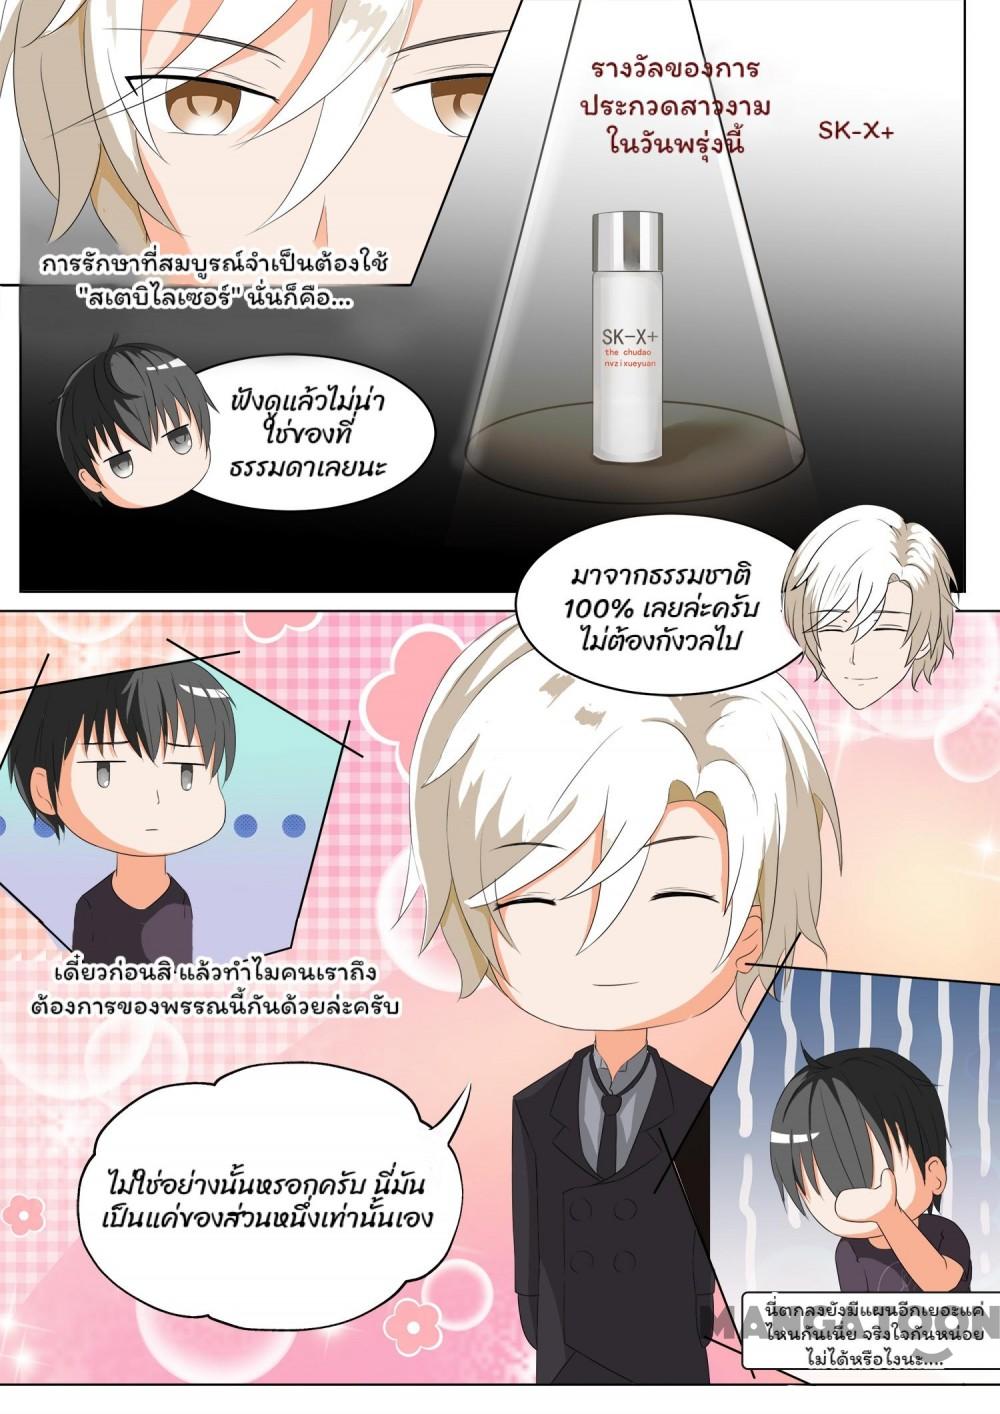 รางวัลของการ
ประกวดสาวงาม
ในวันพรุ่งนี้
SK-X+
การรักษาที่สมบูรณ์จำเป็นต้องใช้
"สเตบิไลเซอร์" นั่นก็คือ...
SK-X+
the chudao
nvzixueyuan
ฟังดูแล้วไม่น่า
ใช่ของที่
ธรรมดาเลยนะ
มาจากธรรมชาติ
100% เลยล่ะครับ
ไม่ต้องกังวลไป
เดี๋ยวก่อนสิ แล้วทำไมคนเราถึง
ต้องการของพรรณนี้กันด้วยล่ะครับ
ไม่ใช่อย่างนั้นหรอกครับ นี่มัน
เป็นแค่ของส่วนหนึ่งเท่านั้นเอง
นี่ตกลงยังมีแผนอีกเยอะแค่
ไหนกันเนี่ย จริงใจกันหน่อย
ไม่ได้หรือไงนะ....
MANGATOON